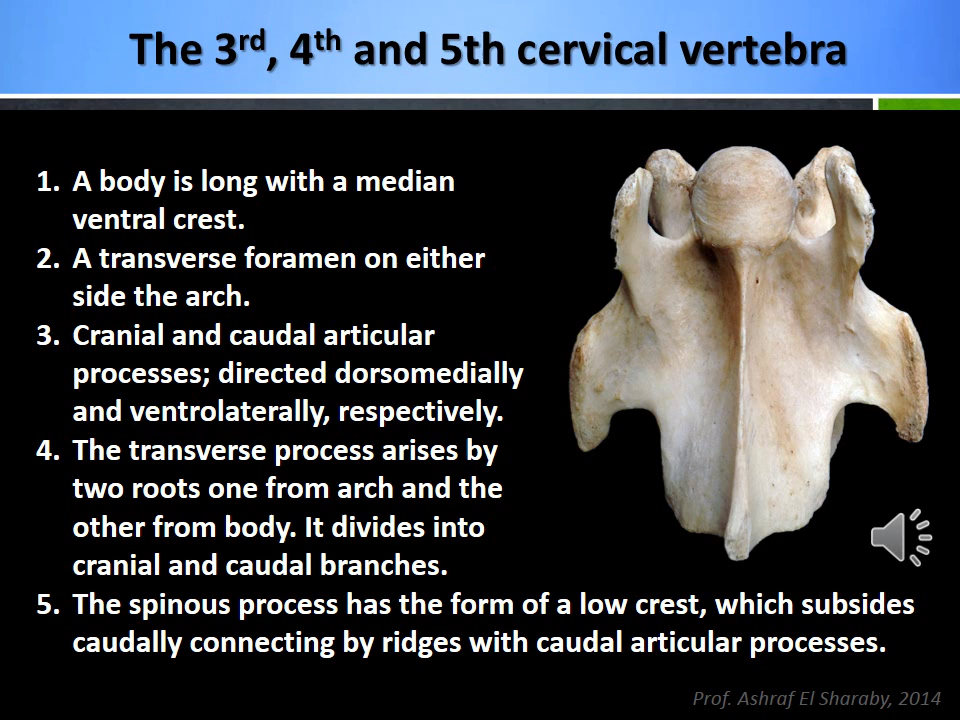 The 3rd, 4th and 5th cervical vertebra
1. A body is long with a median
ventral crest.
2. A transverse foramen on either
side the arch.
3. Cranial and caudal articular
processes; directed dorsomedially
and ventrolaterally, respectively.
4. The transverse process arises by
two roots one from arch and the
other from body. It divides into
cranial and caudal branches.
5. The spinous process has the form of a low crest, which subsides
caudally connecting by ridges with caudal articular processes.
Prof. Ashraf El Sharaby, 2014